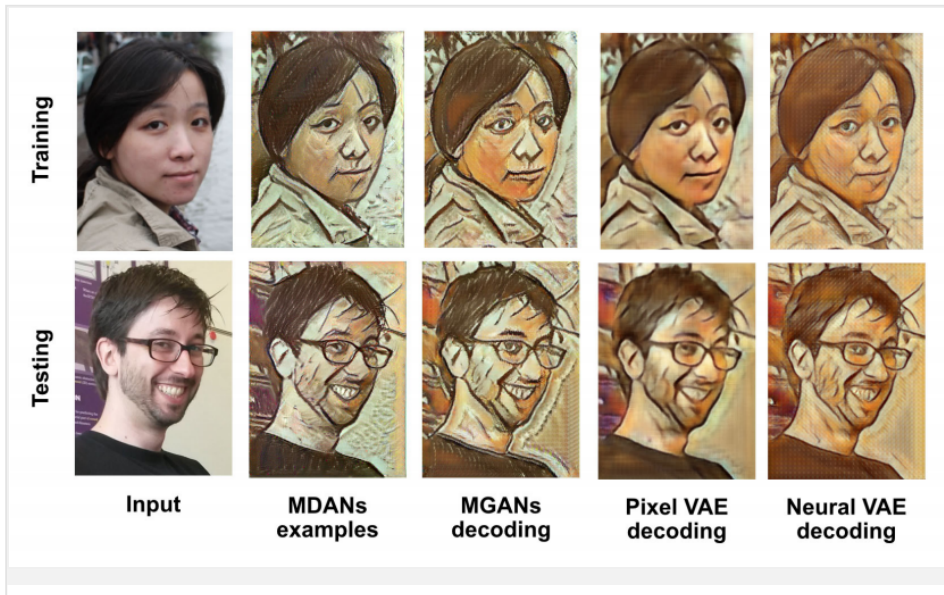 Training
Testing
Input
MDANs
examples
MGANs
decoding
Pixel VAE
decoding
Neural VAE
decoding